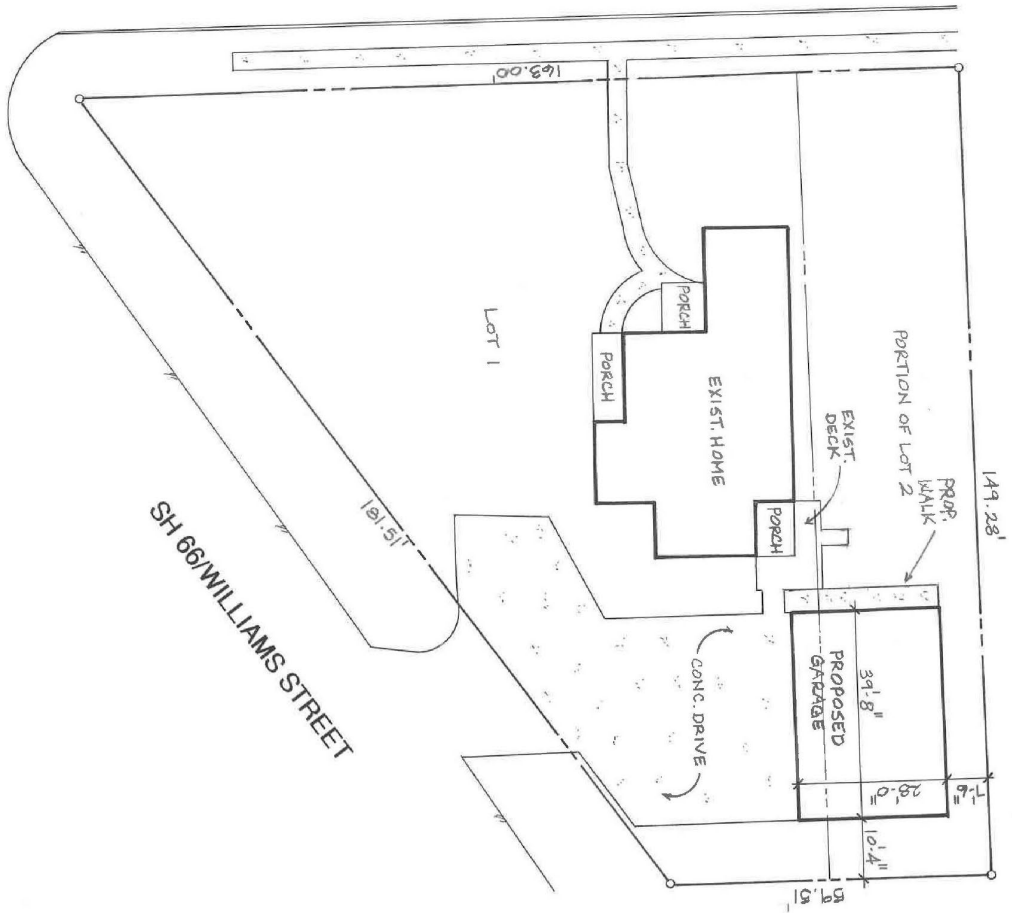 163.00'
LOT 1
PORCH
PORCH
EXIST. HOME
PORCH
EXIST.
DECK
PORTION OF LOT 2
PROP.
WALK
149.28'
181.51'
SH 66/WILLIAMS STREET
CONC. DRIVE
PROPOSED
GARAGE
39'-8"
28'-0"
7'-6"
10'-4"
59.51'